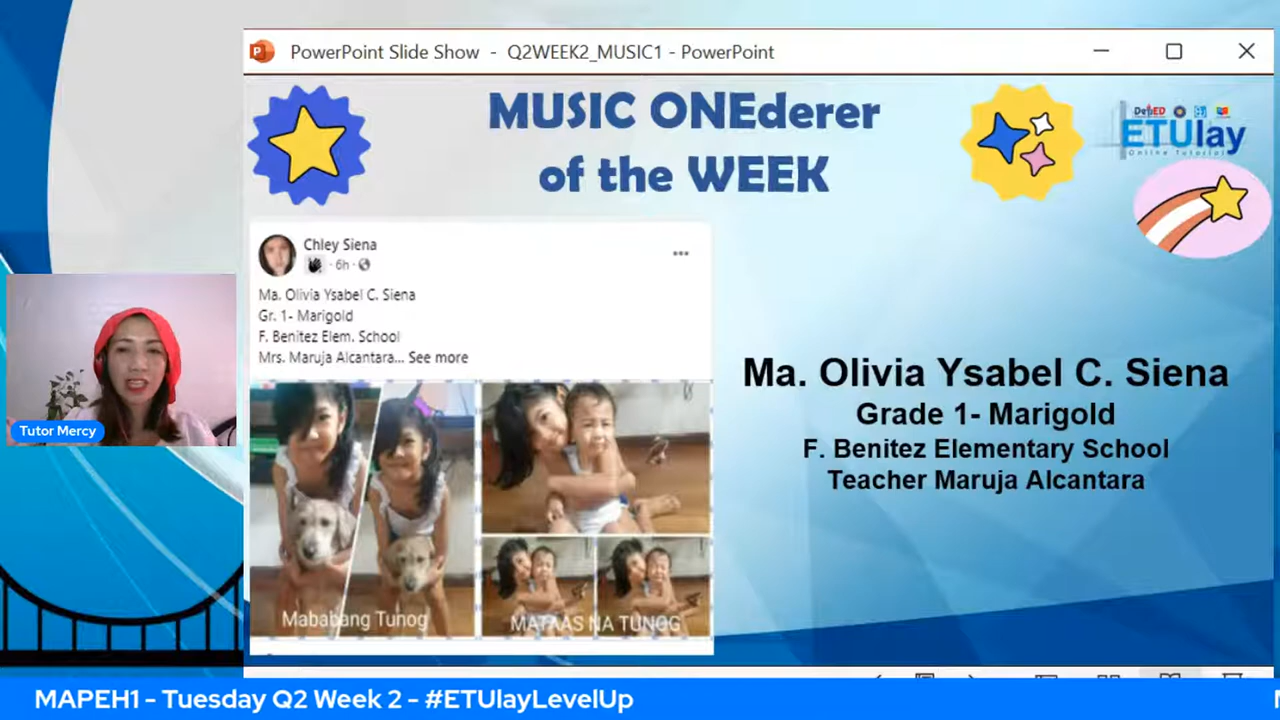 PowerPoint Slide Show - Q2WEEK2_MUSIC1 - PowerPoint
MUSIC ONEderer
of the WEEK
DepED
ETUlay
Online Tutorial
Chley Siena
6h
Ma. Olivia Ysabel C. Siena
Gr. 1- Marigold
F. Benitez Elem. School
Mrs. Maruja Alcantara... See more
Mababang Tunog
MATAAS NA TUNOG
Ma. Olivia Ysabel C. Siena
Grade 1- Marigold
F. Benitez Elementary School
Teacher Maruja Alcantara
Tutor Mercy
MAPEH1 - Tuesday Q2 Week 2 - #ETUlayLevelUp